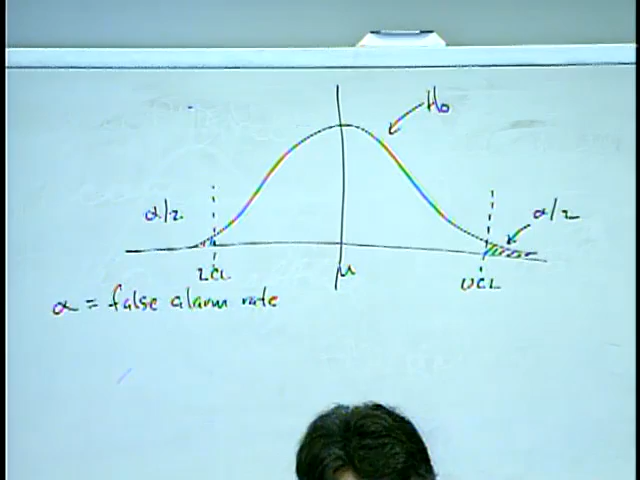 H₀
α/2
α/2
LCL
μ
UCL
α = false alarm rate